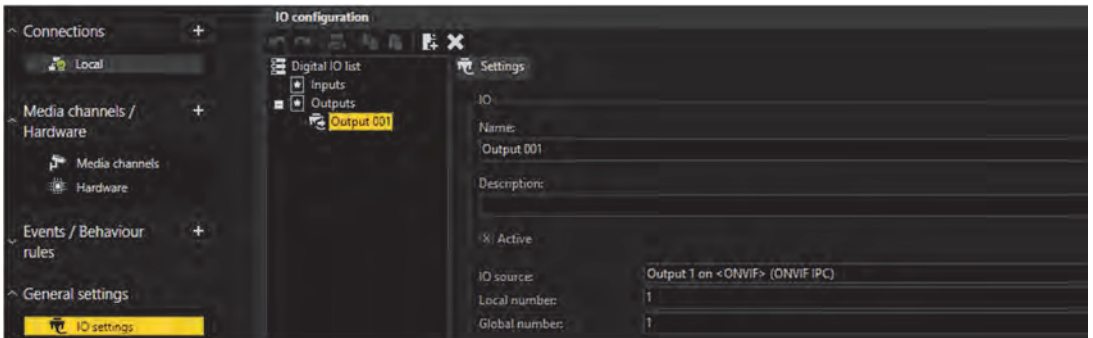 IO configuration
Connections
Local
Media channels /
Hardware
Media channels
Hardware
Events / Behaviour
rules
General settings
IO settings
Digital IO list
Inputs
Outputs
Output 001
Settings
IO
Name:
Output 001
Description:
Active
IO source:
Output 1 on <ONVIF> (ONVIF IPC)
Local number:
1
Global number:
1